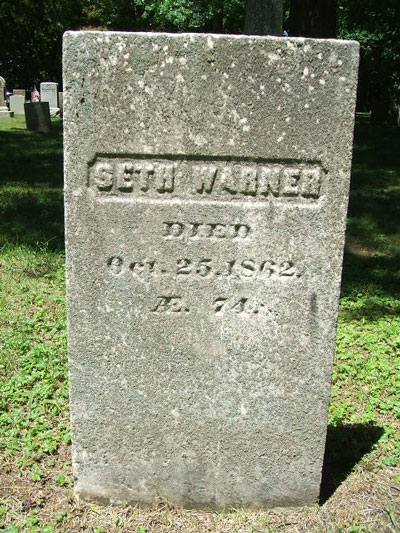 SETH WARNER
DIED
Oct. 25, 1862.
Æ. 74.